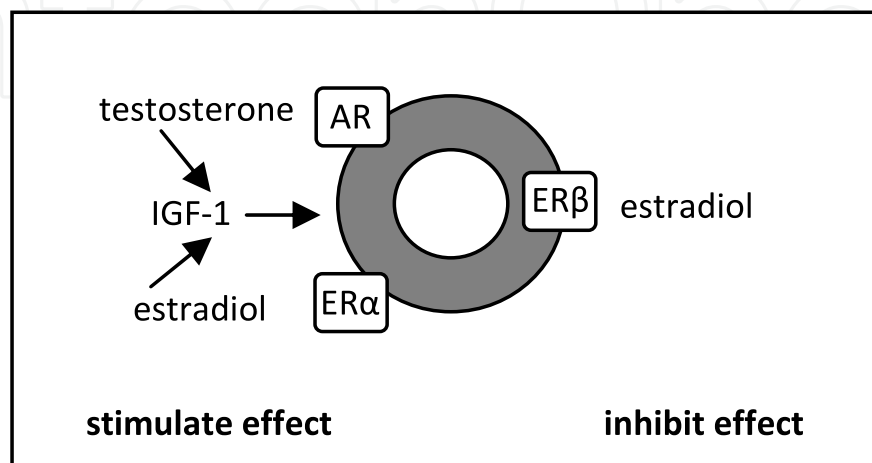 testosterone
AR
IGF-1
ERβ
estradiol
estradiol
ERα
stimulate effect
inhibit effect